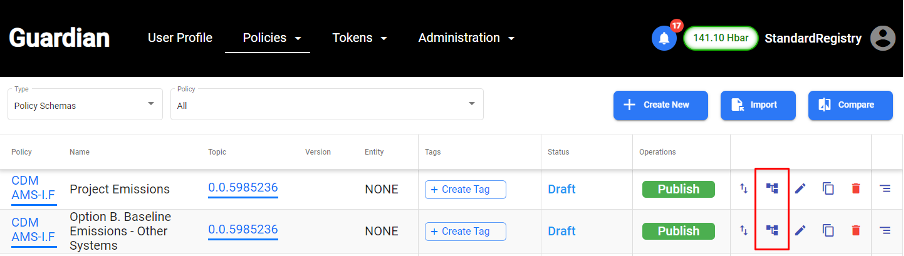 Guardian
User Profile
Policies
Tokens
Administration
17
141.10 Hbar
StandardRegistry
Type
Policy Schemas
Policy
All
Create New
Import
Compare
Policy Name Topic Version Entity Tags Status Operations
CDM
AMS-I.F
Project Emissions
0.0.5985236
NONE
+ Create Tag
Draft
Publish
CDM
AMS-I.F
Option B. Baseline
Emissions - Other
Systems
0.0.5985236
NONE
+ Create Tag
Draft
Publish